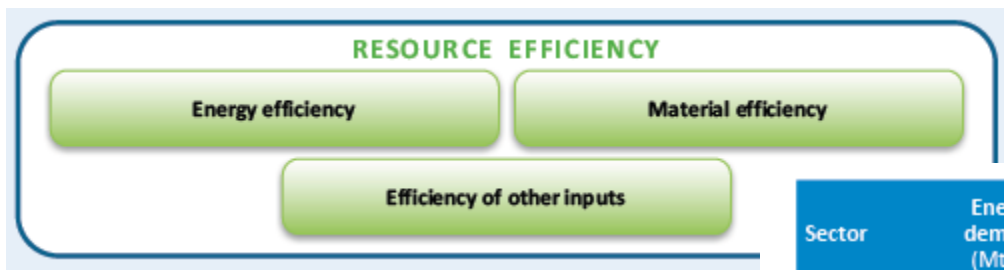 RESOURCE EFFICIENCY
Energy efficiency
Material efficiency
Efficiency of other inputs
Sector